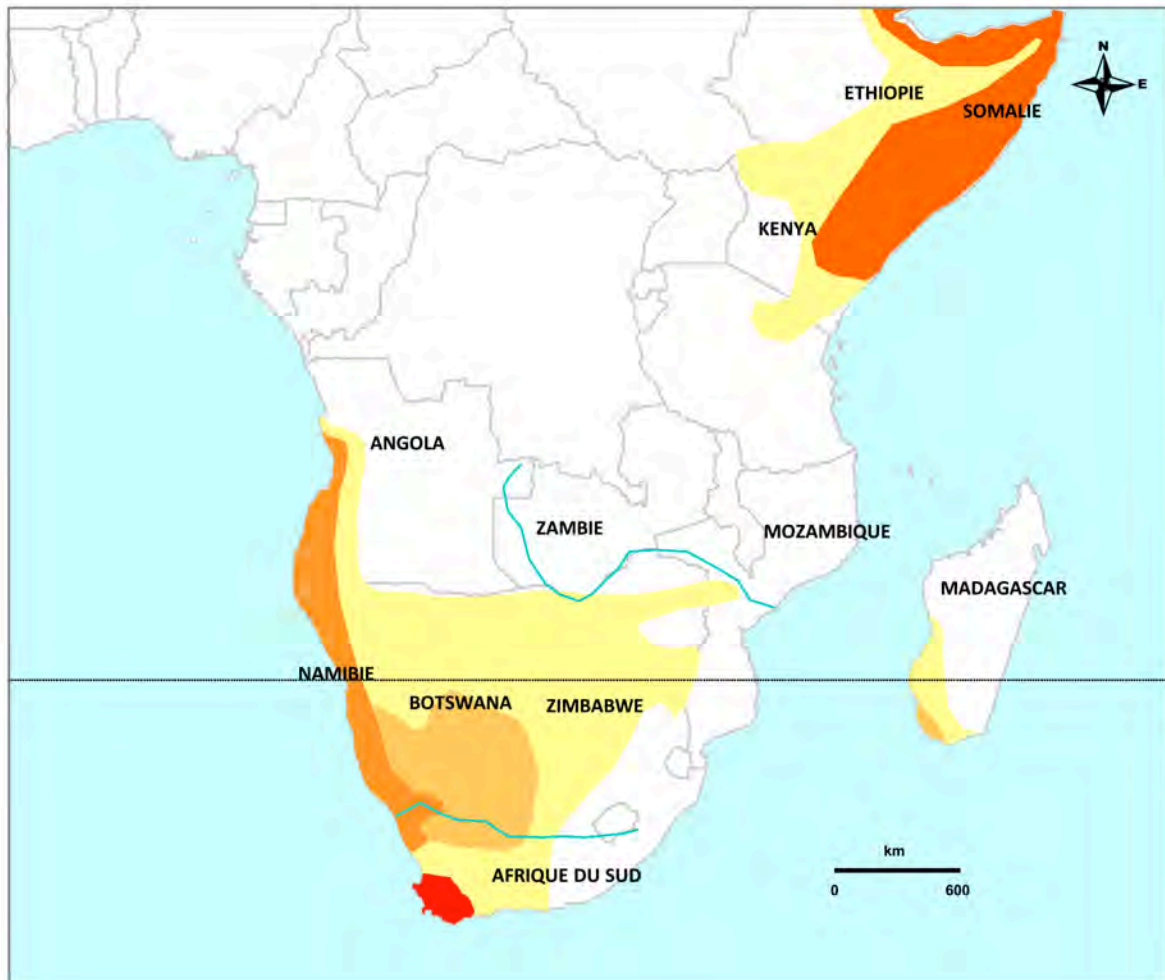 N
E
ETHIOPIE
SOMALIE
KENYA
ANGOLA
ZAMBIE
MOZAMBIQUE
MADAGASCAR
NAMIBIE
BOTSWANA
ZIMBABWE
km
0
600
AFRIQUE DU SUD